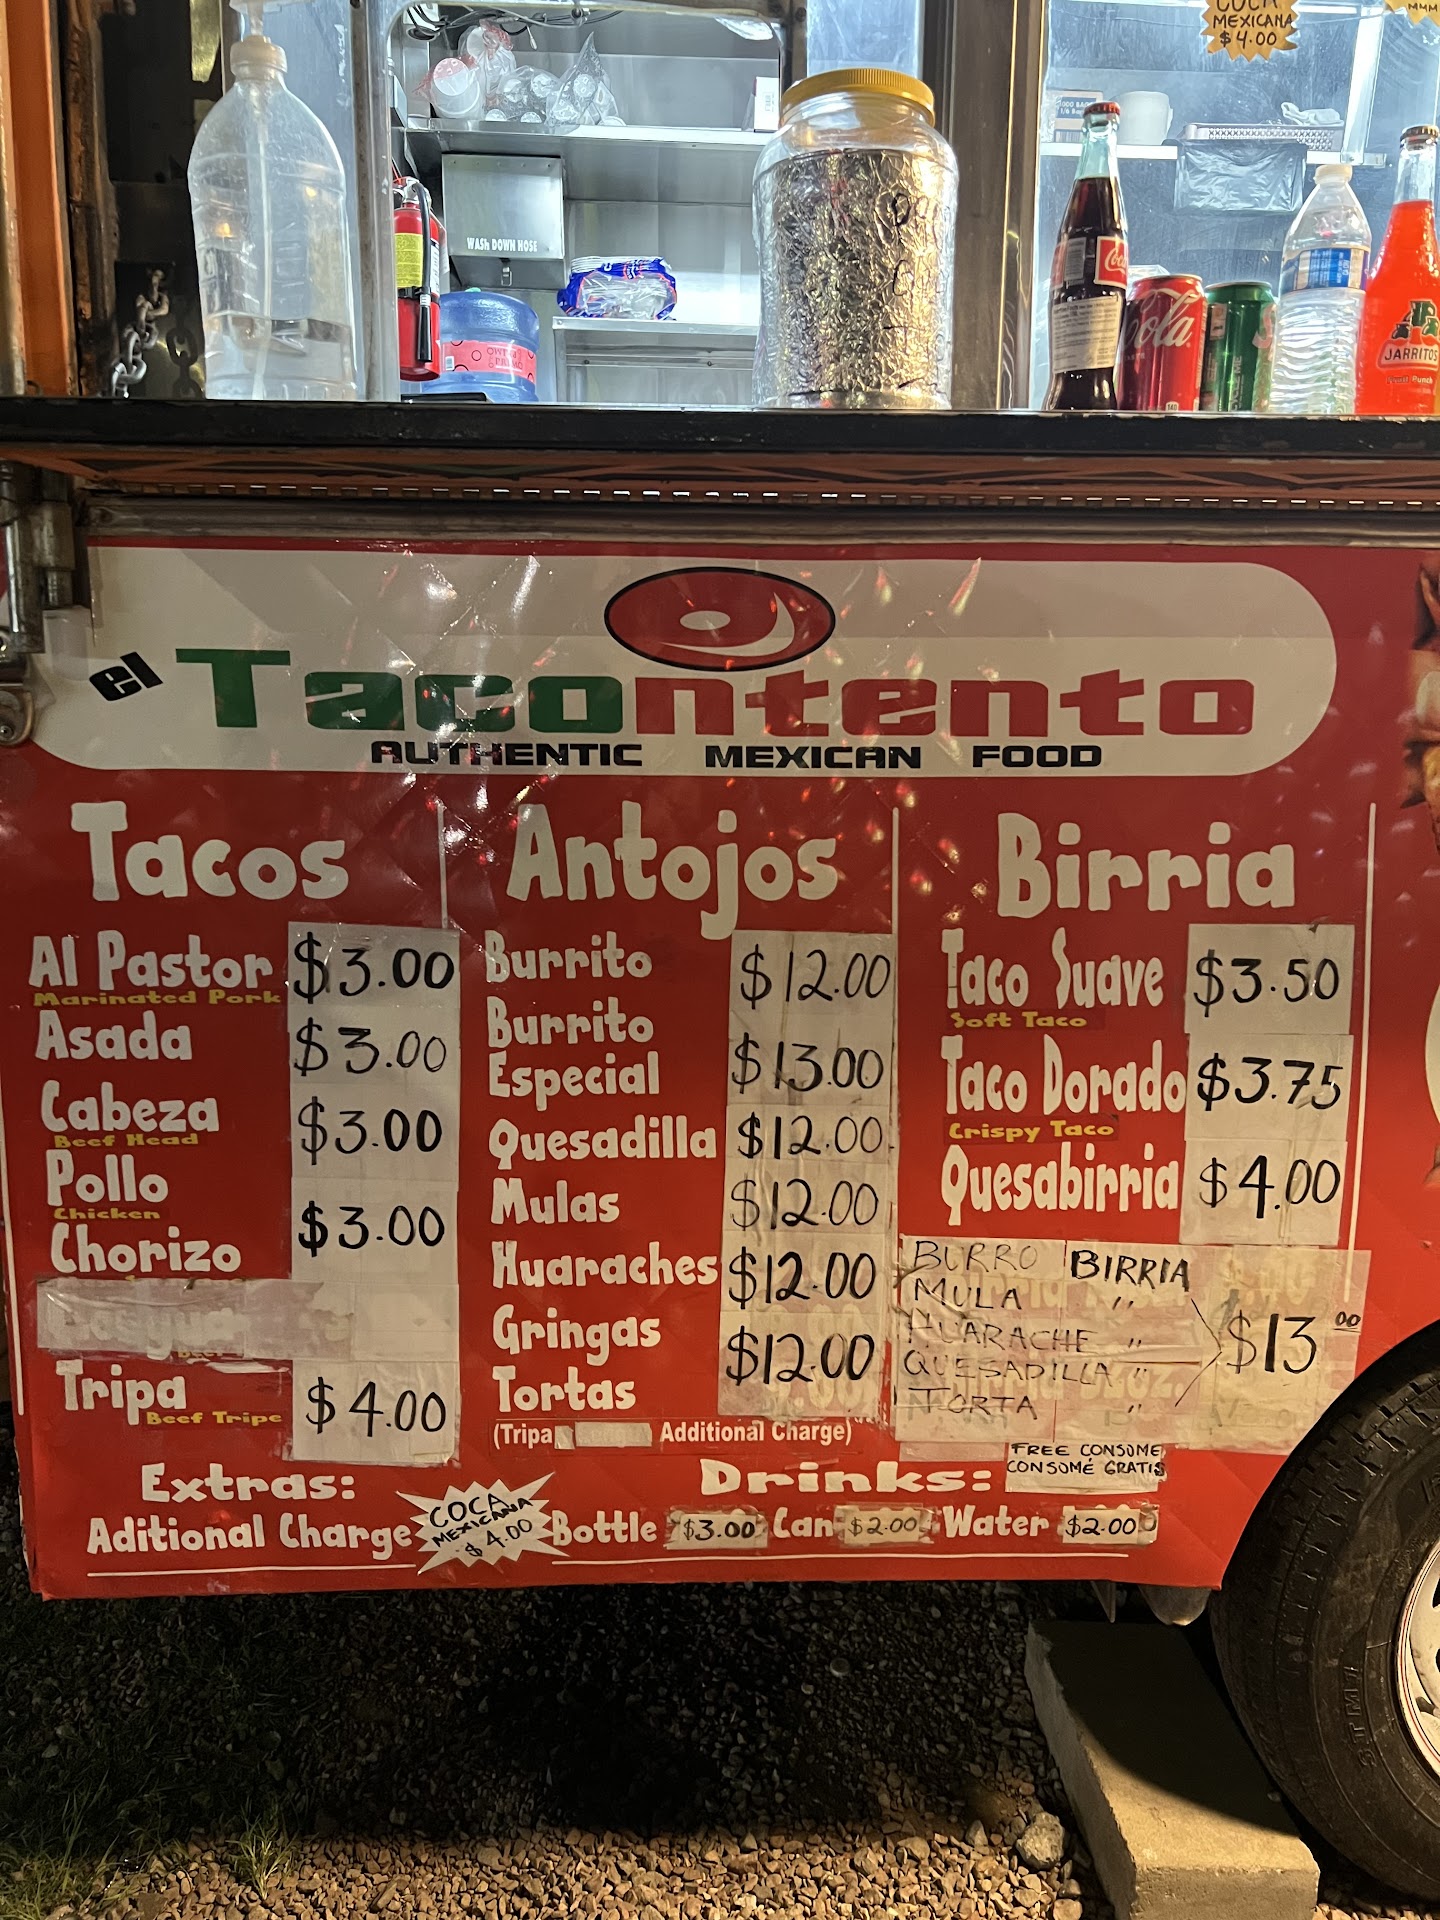 COCA
MEXICANA
$4.00
MMM
WASH DOWN HOSE
Coca
Cola
JARRITOS
Fruit Punch
el Tacontento
AUTHENTIC MEXICAN FOOD
Tacos
Al Pastor $3.00
Marinated Pork
Asada $3.00
Cabeza $3.00
Beef Head
Pollo $3.00
Chicken
Chorizo
Tripa $4.00
Beef Tripe
Extras:
Aditional Charge
COCA
MEXICANA
$4.00
Antojos
Burrito $12.00
Burrito
Especial $13.00
Quesadilla $12.00
Mulas $12.00
Huaraches $12.00
Gringas $12.00
Tortas
(Tripa Additional Charge)
Birria
Taco Suave $3.50
Soft Taco
Taco Dorado $3.75
Crispy Taco
Quesabirria $4.00
BURRO BIRRIA
MULA "
HUARACHE "
QUESADILLA "
TORTA "
$13 00
FREE CONSOME
CONSOMÉ GRATIS
Drinks:
Bottle $3.00 Can $2.00 Water $2.00